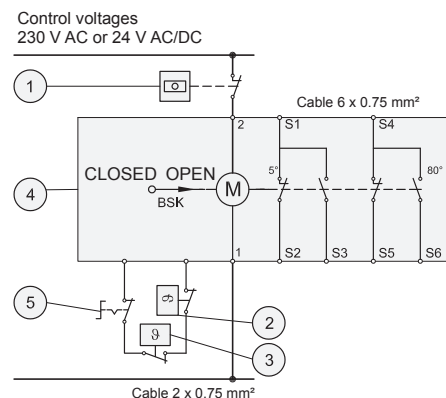 Control voltages
230 V AC or 24 V AC/DC
1
Cable 6 x 0.75 mm²
2
S1
S4
CLOSED OPEN
5°
80°
4
M
BSK
1
S2
S3
S5
S6
5
2
ϑ
3
Cable 2 x 0.75 mm²